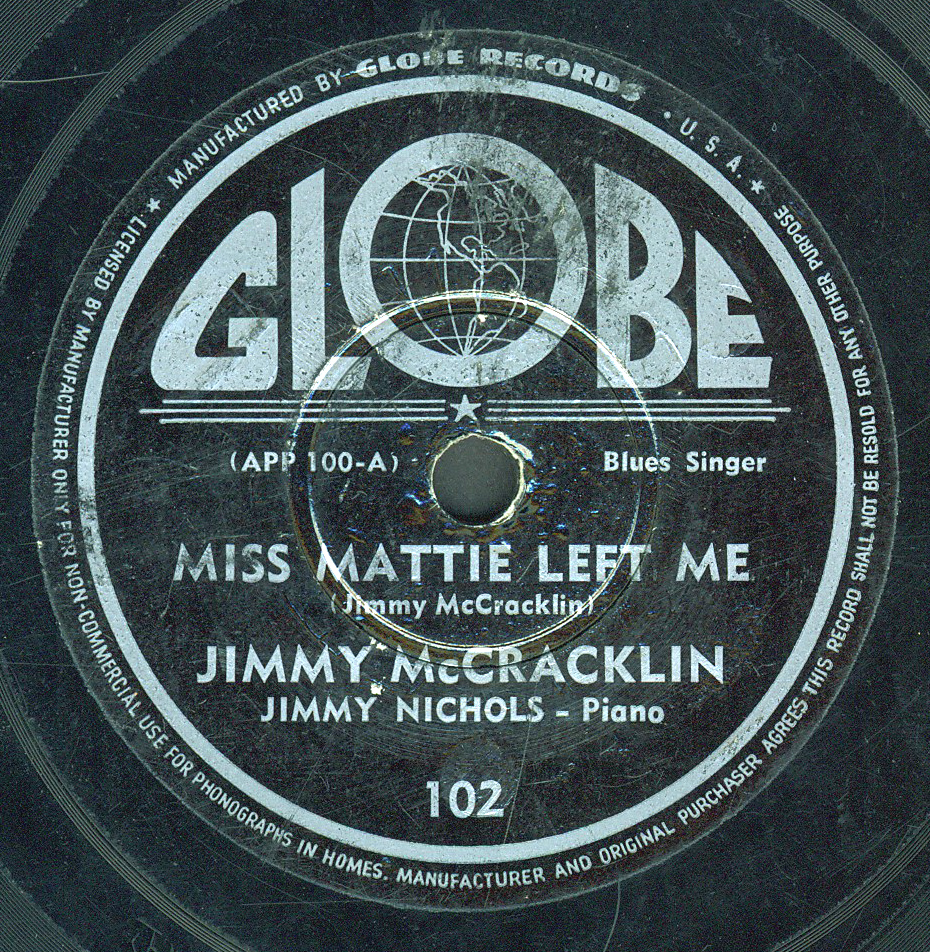 ★ MANUFACTURED BY GLOBE RECORDS • U. S. A. ★
GLOBE
(APP 100-A)
Blues Singer
MISS MATTIE LEFT ME
(Jimmy McCracklin)
JIMMY McCRACKLIN
JIMMY NICHOLS - Piano
102
LICENSED BY MANUFACTURER ONLY FOR NON-COMMERCIAL USE FOR PHONOGRAPHS IN HOMES. MANUFACTURER AND ORIGINAL PURCHASER AGREES THIS RECORD SHALL NOT BE RESOLD FOR ANY OTHER PURPOSE